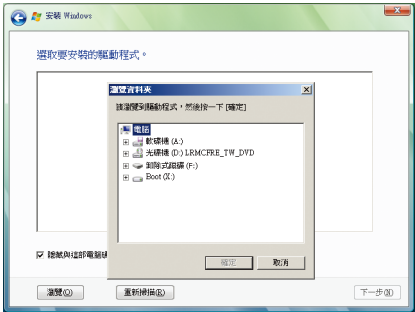 安裝 Windows
選取要安裝的驅動程式。
瀏覽資料夾
請瀏覽到驅動程式，然後按一下 [確定]
電腦
軟碟機 (A:)
光碟機 (D:) LRMCFRE_TW_DVD
卸除式磁碟 (F:)
Boot (X:)
隱藏與這部電腦硬
確定
取消
瀏覽(O)
重新掃描(R)
下一步(N)